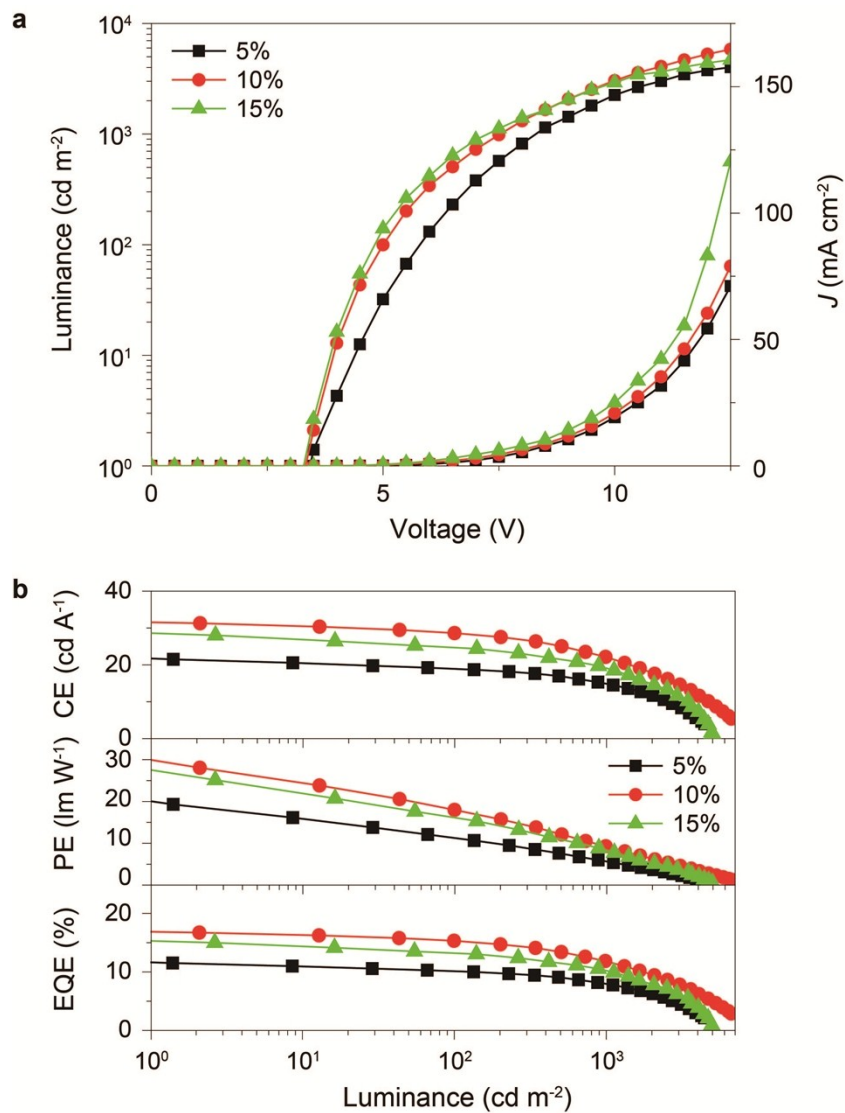 a
5%
10%
15%
Luminance (cd m⁻²)
10⁴
10³
10²
10¹
10⁰
J (mA cm⁻²)
150
100
50
0
0 5 10
Voltage (V)
b
5%
10%
15%
CE (cd A⁻¹)
40
20
0
PE (lm W⁻¹)
30
20
10
0
EQE (%)
20
10
0
10⁰ 10¹ 10² 10³
Luminance (cd m⁻²)